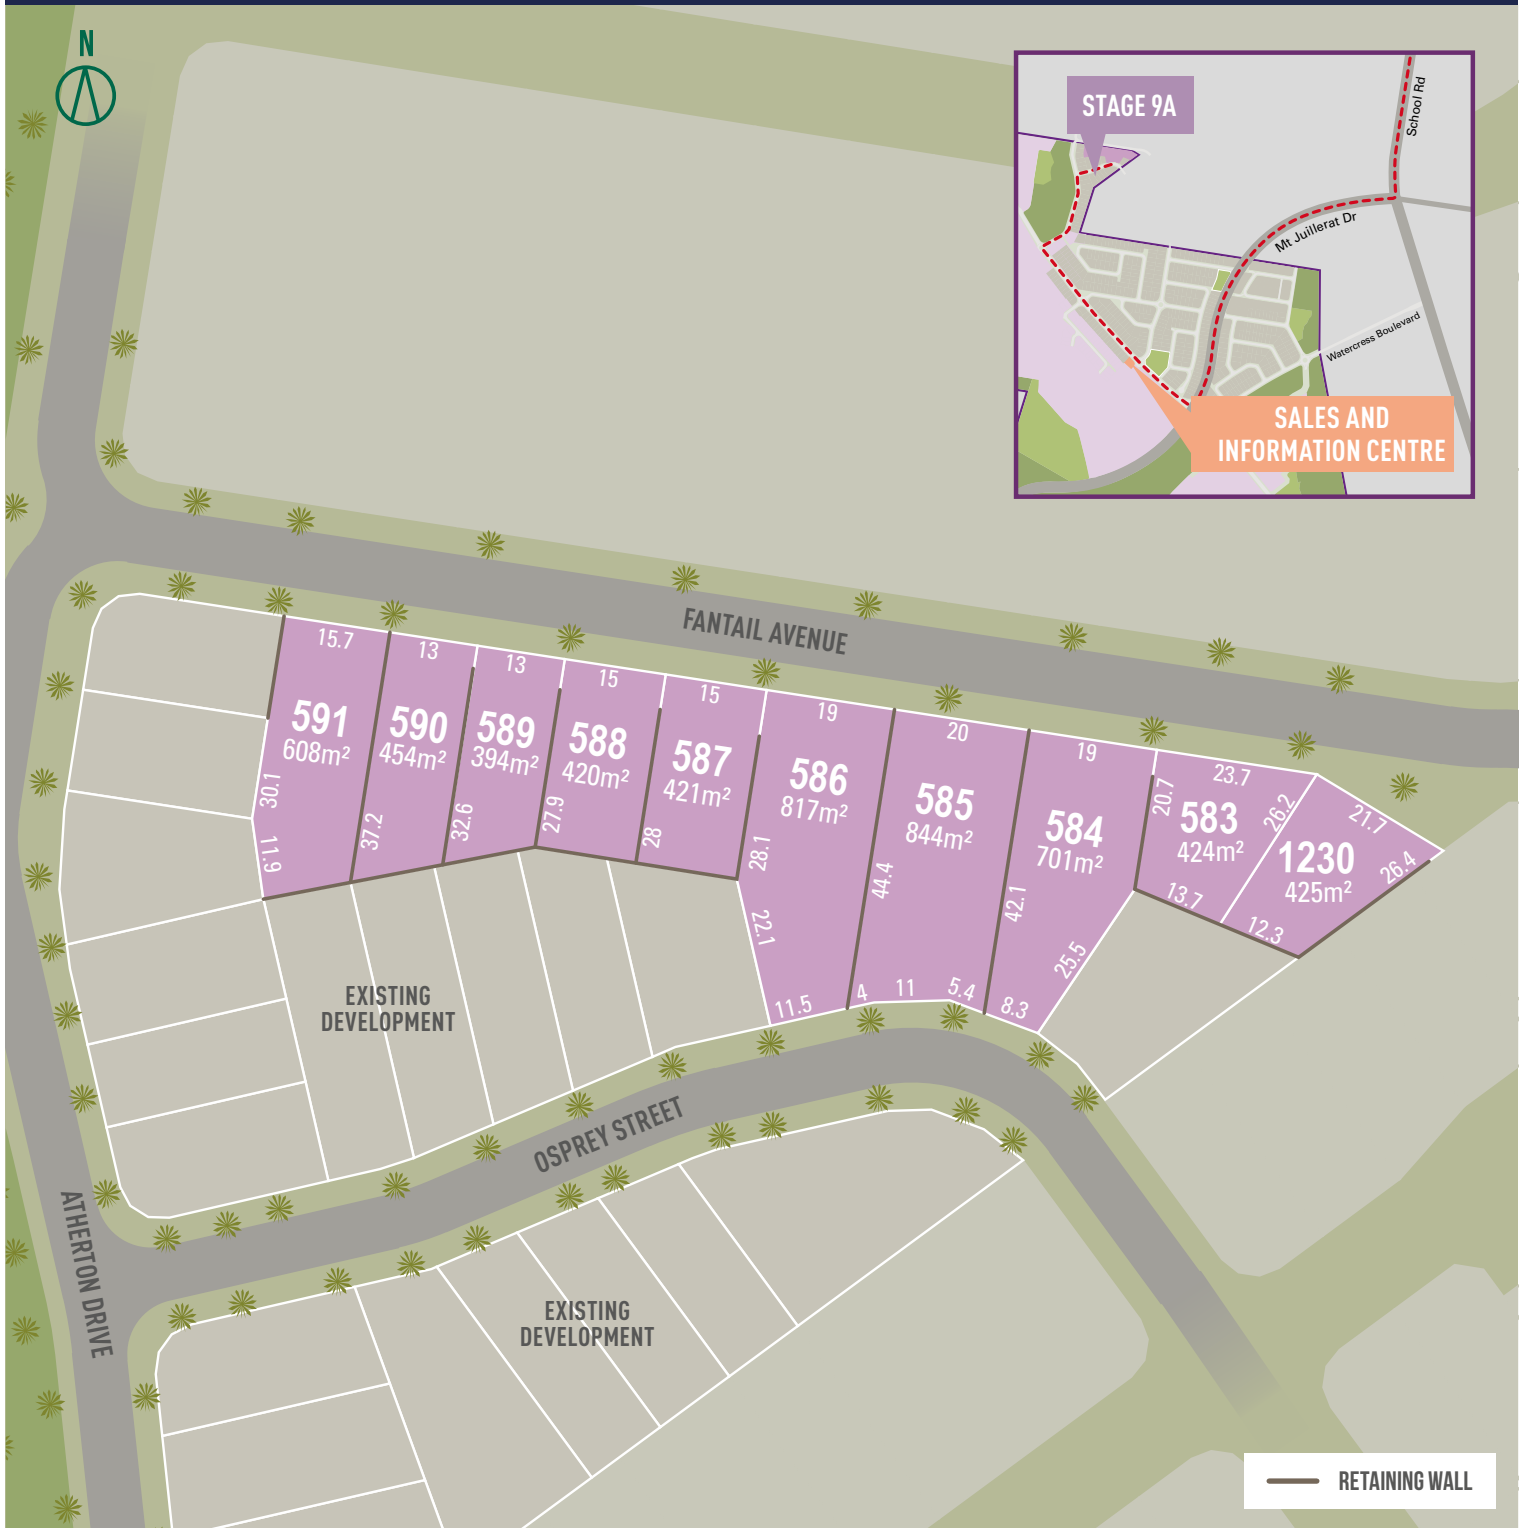 N
STAGE 9A
School Rd
Mt Juillerat Dr
Watercress Boulevard
SALES AND
INFORMATION CENTRE
FANTAIL AVENUE
15.7
13
13
15
15
19
20
19
23.7
21.7
591
608m²
590
454m²
589
394m²
588
420m²
587
421m²
586
817m²
585
844m²
584
701m²
583
424m²
1230
425m²
30.1
11.9
37.2
32.6
27.9
28
28.1
22.1
44.4
42.1
25.5
20.7
26.2
26.4
13.7
12.3
11.5
4
11
5.4
8.3
EXISTING
DEVELOPMENT
OSPREY STREET
ATHERTON DRIVE
EXISTING
DEVELOPMENT
RETAINING WALL